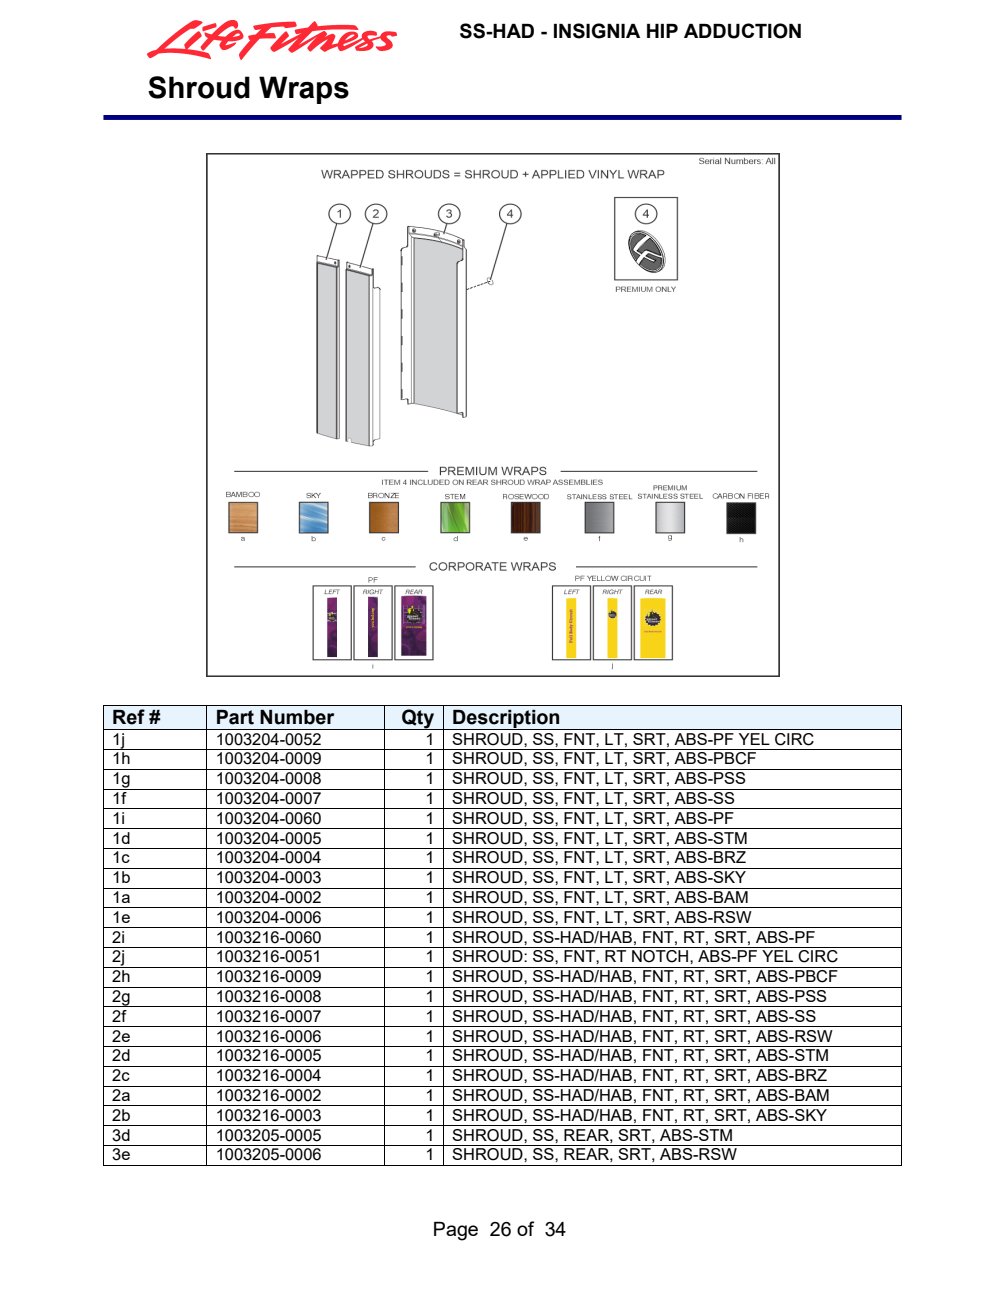 Life Fitness
SS-HAD - INSIGNIA HIP ADDUCTION
Shroud Wraps
Serial Numbers: All
WRAPPED SHROUDS = SHROUD + APPLIED VINYL WRAP
1 2 3 4 4
PREMIUM ONLY
PREMIUM WRAPS
ITEM 4 INCLUDED ON REAR SHROUD WRAP ASSEMBLIES
BAMBOO SKY BRONZE STEM ROSEWOOD STAINLESS STEEL PREMIUM STAINLESS STEEL CARBON FIBER
a b c d e f g h
CORPORATE WRAPS
PF PF YELLOW CIRCUIT
LEFT RIGHT REAR LEFT RIGHT REAR
Full Body Circuit
i j
Ref # Part Number Qty Description
1j 1003204-0052 1 SHROUD, SS, FNT, LT, SRT, ABS-PF YEL CIRC
1h 1003204-0009 1 SHROUD, SS, FNT, LT, SRT, ABS-PBCF
1g 1003204-0008 1 SHROUD, SS, FNT, LT, SRT, ABS-PSS
1f 1003204-0007 1 SHROUD, SS, FNT, LT, SRT, ABS-SS
1i 1003204-0060 1 SHROUD, SS, FNT, LT, SRT, ABS-PF
1d 1003204-0005 1 SHROUD, SS, FNT, LT, SRT, ABS-STM
1c 1003204-0004 1 SHROUD, SS, FNT, LT, SRT, ABS-BRZ
1b 1003204-0003 1 SHROUD, SS, FNT, LT, SRT, ABS-SKY
1a 1003204-0002 1 SHROUD, SS, FNT, LT, SRT, ABS-BAM
1e 1003204-0006 1 SHROUD, SS, FNT, LT, SRT, ABS-RSW
2i 1003216-0060 1 SHROUD, SS-HAD/HAB, FNT, RT, SRT, ABS-PF
2j 1003216-0051 1 SHROUD: SS, FNT, RT NOTCH, ABS-PF YEL CIRC
2h 1003216-0009 1 SHROUD, SS-HAD/HAB, FNT, RT, SRT, ABS-PBCF
2g 1003216-0008 1 SHROUD, SS-HAD/HAB, FNT, RT, SRT, ABS-PSS
2f 1003216-0007 1 SHROUD, SS-HAD/HAB, FNT, RT, SRT, ABS-SS
2e 1003216-0006 1 SHROUD, SS-HAD/HAB, FNT, RT, SRT, ABS-RSW
2d 1003216-0005 1 SHROUD, SS-HAD/HAB, FNT, RT, SRT, ABS-STM
2c 1003216-0004 1 SHROUD, SS-HAD/HAB, FNT, RT, SRT, ABS-BRZ
2a 1003216-0002 1 SHROUD, SS-HAD/HAB, FNT, RT, SRT, ABS-BAM
2b 1003216-0003 1 SHROUD, SS-HAD/HAB, FNT, RT, SRT, ABS-SKY
3d 1003205-0005 1 SHROUD, SS, REAR, SRT, ABS-STM
3e 1003205-0006 1 SHROUD, SS, REAR, SRT, ABS-RSW
Page 26 of 34